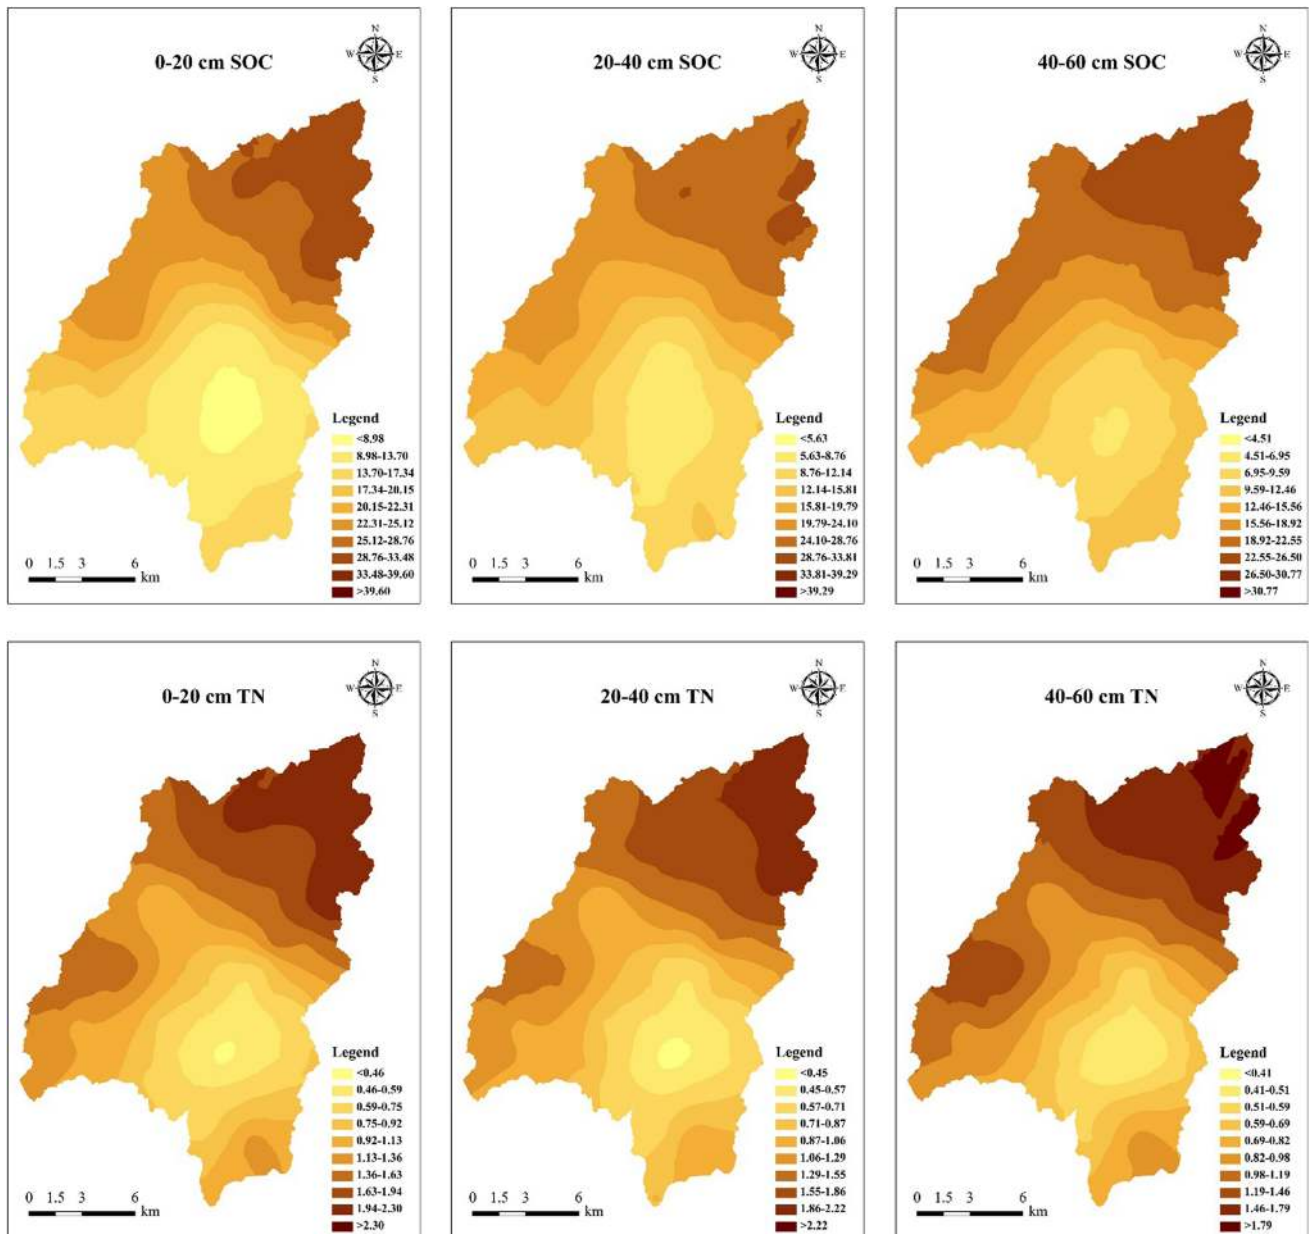 N
W E
S
0-20 cm SOC
Legend
<8.98
8.98-13.70
13.70-17.34
17.34-20.15
20.15-22.31
22.31-25.12
25.12-28.76
28.76-33.48
33.48-39.60
>39.60
0 1.5 3 6
km
N
W E
S
20-40 cm SOC
Legend
<5.63
5.63-8.76
8.76-12.14
12.14-15.81
15.81-19.79
19.79-24.10
24.10-28.76
28.76-33.81
33.81-39.29
>39.29
0 1.5 3 6
km
N
W E
S
40-60 cm SOC
Legend
<4.51
4.51-6.95
6.95-9.59
9.59-12.46
12.46-15.56
15.56-18.92
18.92-22.55
22.55-26.50
26.50-30.77
>30.77
0 1.5 3 6
km
N
W E
S
0-20 cm TN
Legend
<0.46
0.46-0.59
0.59-0.75
0.75-0.92
0.92-1.13
1.13-1.36
1.36-1.63
1.63-1.94
1.94-2.30
>2.30
0 1.5 3 6
km
N
W E
S
20-40 cm TN
Legend
<0.45
0.45-0.57
0.57-0.71
0.71-0.87
0.87-1.06
1.06-1.29
1.29-1.55
1.55-1.86
1.86-2.22
>2.22
0 1.5 3 6
km
N
W E
S
40-60 cm TN
Legend
<0.41
0.41-0.51
0.51-0.59
0.59-0.69
0.69-0.82
0.82-0.98
0.98-1.19
1.19-1.46
1.46-1.79
>1.79
0 1.5 3 6
km